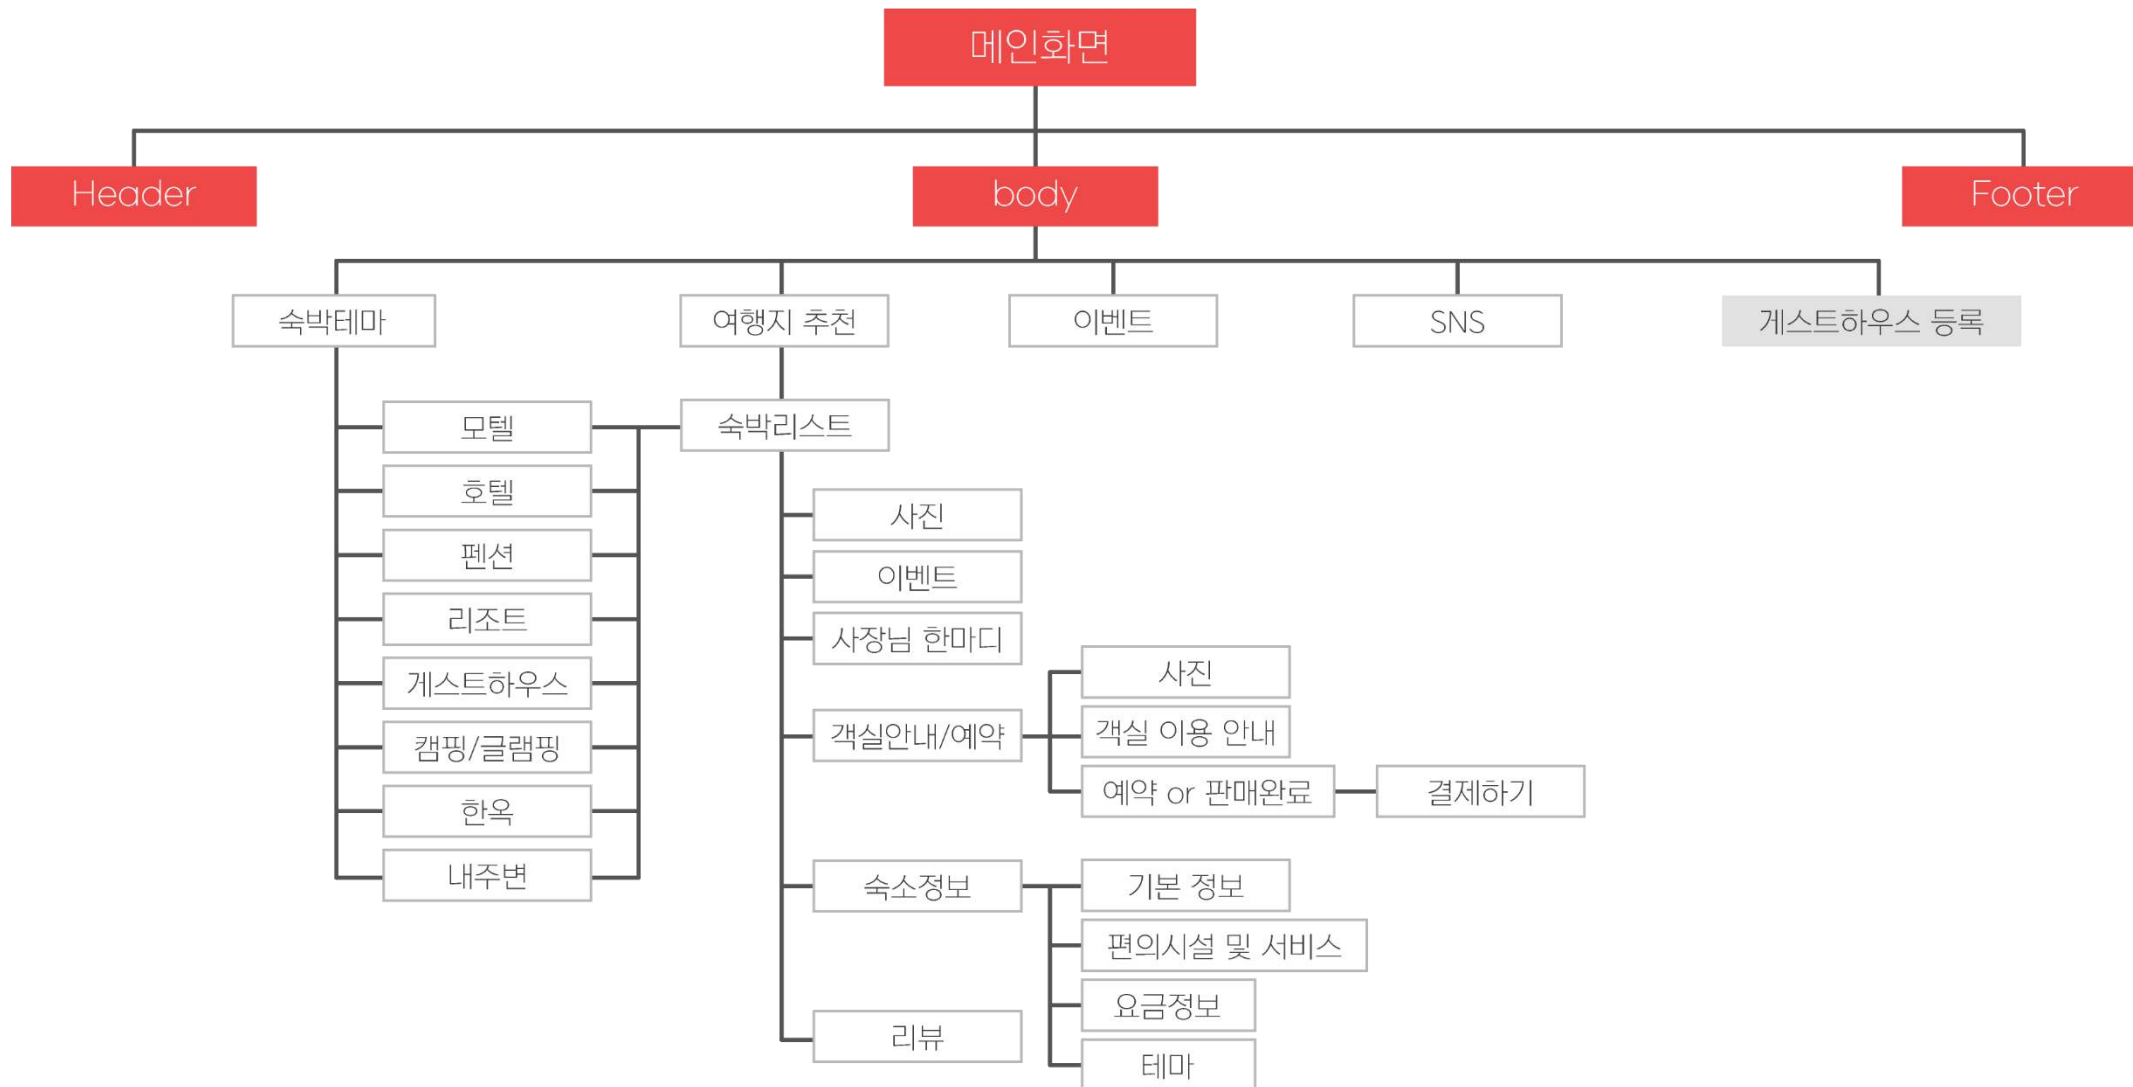 메인화면
Header
body
Footer
숙박테마
여행지 추천
이벤트
SNS
게스트하우스 등록
모텔
호텔
펜션
리조트
게스트하우스
캠핑/글램핑
한옥
내주변
숙박리스트
사진
이벤트
사장님 한마디
객실안내/예약
사진
객실 이용 안내
예약 or 판매완료
결제하기
숙소정보
기본 정보
편의시설 및 서비스
요금정보
테마
리뷰